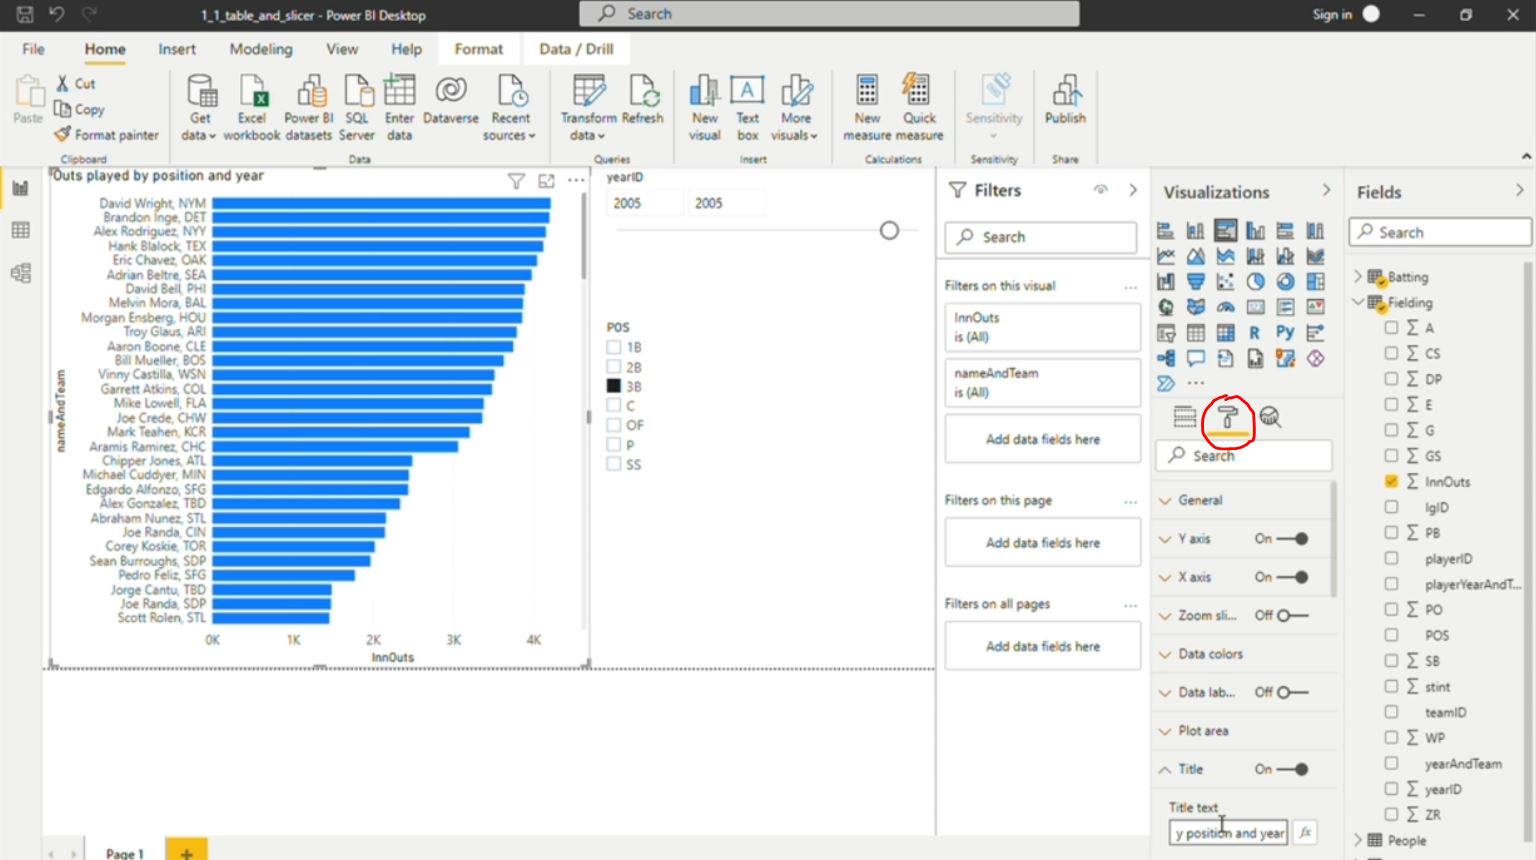 1_1_table_and_slicer - Power BI Desktop
Search
Sign in
File Home Insert Modeling View Help Format Data / Drill
Paste
Cut
Copy
Format painter
Clipboard
Get data
Excel workbook
Power BI datasets
SQL Server
Enter data
Dataverse
Recent sources
Data
Transform data
Refresh
Queries
New visual
Text box
More visuals
Insert
New measure
Quick measure
Calculations
Sensitivity
Sensitivity
Publish
Share
Outs played by position and year
nameAndTeam
David Wright, NYM
Brandon Inge, DET
Alex Rodriguez, NYY
Hank Blalock, TEX
Eric Chavez, OAK
Adrian Beltre, SEA
David Bell, PHI
Melvin Mora, BAL
Morgan Ensberg, HOU
Troy Glaus, ARI
Aaron Boone, CLE
Bill Mueller, BOS
Vinny Castilla, WSN
Garrett Atkins, COL
Mike Lowell, FLA
Joe Crede, CHW
Mark Teahen, KCR
Aramis Ramirez, CHC
Chipper Jones, ATL
Michael Cuddyer, MIN
Edgardo Alfonzo, SFG
Alex Gonzalez, TBD
Abraham Nunez, STL
Joe Randa, CIN
Corey Koskie, TOR
Sean Burroughs, SDP
Pedro Feliz, SFG
Jorge Cantu, TBD
Joe Randa, SDP
Scott Rolen, STL
0K 1K 2K 3K 4K
InnOuts
yearID
2005 2005
POS
1B
2B
3B
C
OF
P
SS
Filters
Search
Filters on this visual
InnOuts
is (All)
nameAndTeam
is (All)
Add data fields here
Filters on this page
Add data fields here
Filters on all pages
Add data fields here
Visualizations
R Py
Search
General
Y axis On
X axis On
Zoom sli... Off
Data colors
Data lab... Off
Plot area
Title On
Title text
y position and year
fx
Fields
Search
Batting
Fielding
A
CS
DP
E
G
GS
InnOuts
lgID
PB
playerID
playerYearAndT...
PO
POS
SB
stint
teamID
WP
yearAndTeam
yearID
ZR
People
Page 1